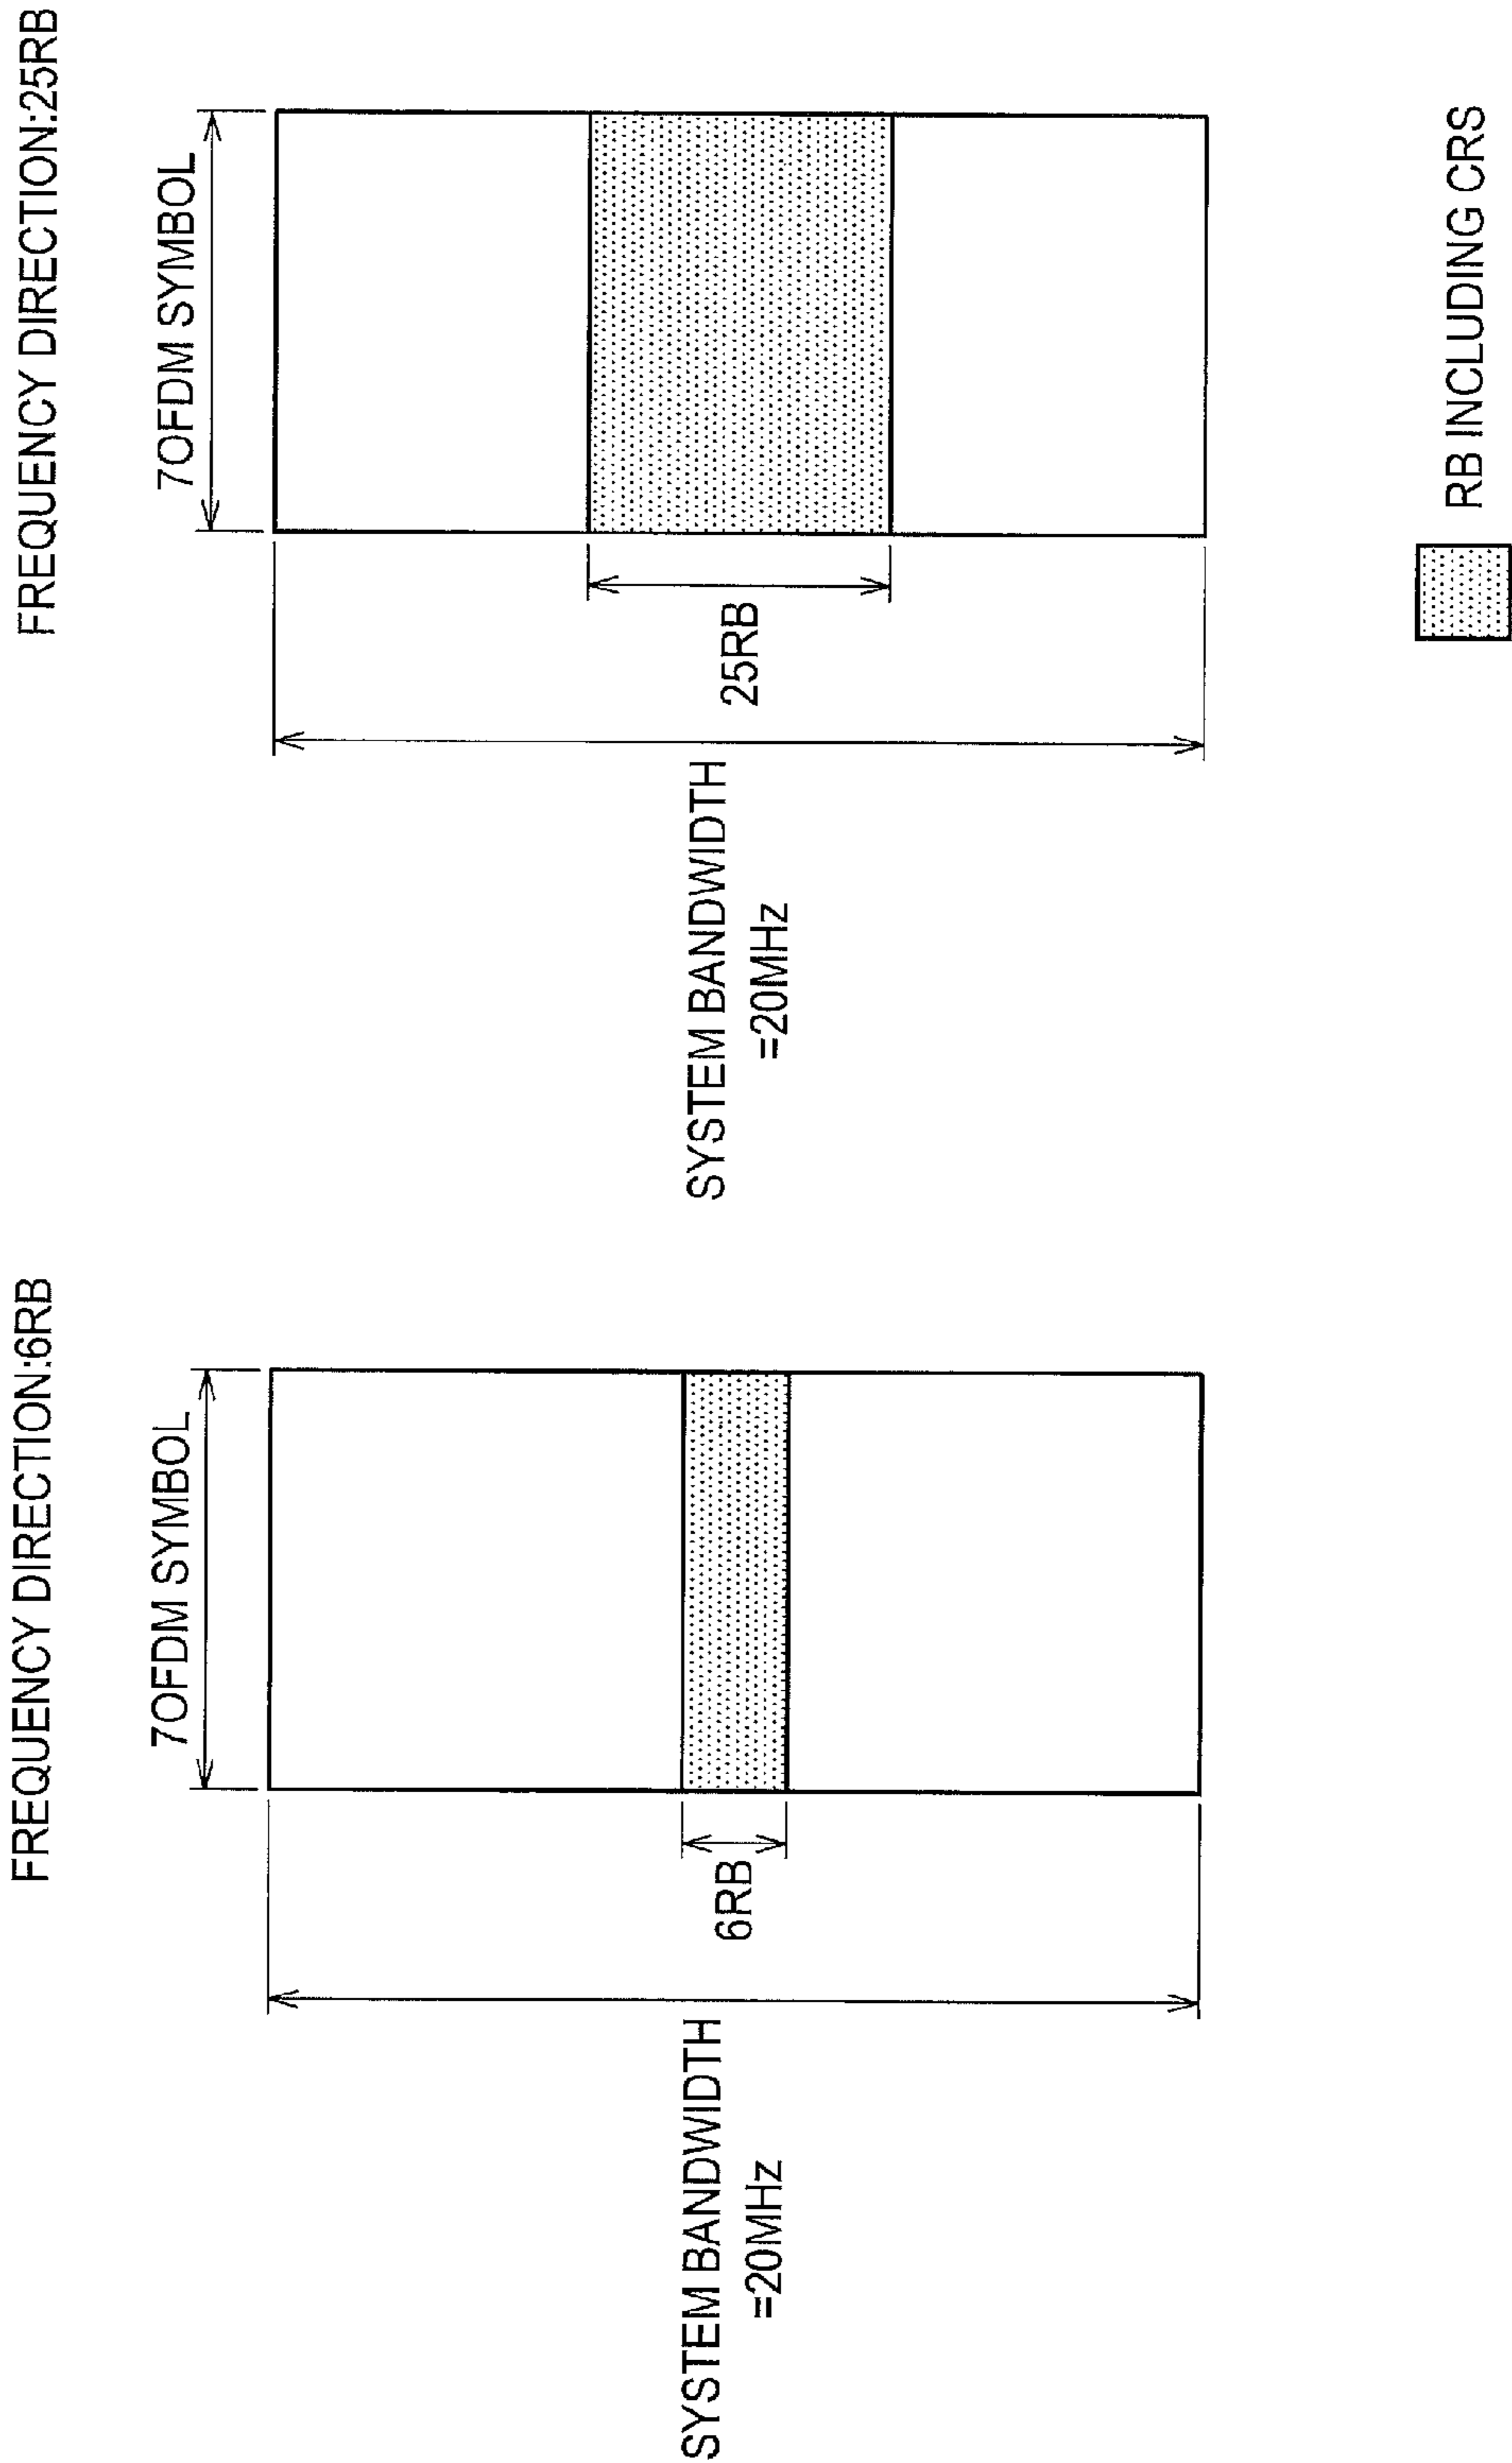 FREQUENCY DIRECTION:6RB
7OFDM SYMBOL
6RB
SYSTEM BANDWIDTH
=20MHz
FREQUENCY DIRECTION:25RB
7OFDM SYMBOL
25RB
SYSTEM BANDWIDTH
=20MHz
RB INCLUDING CRS